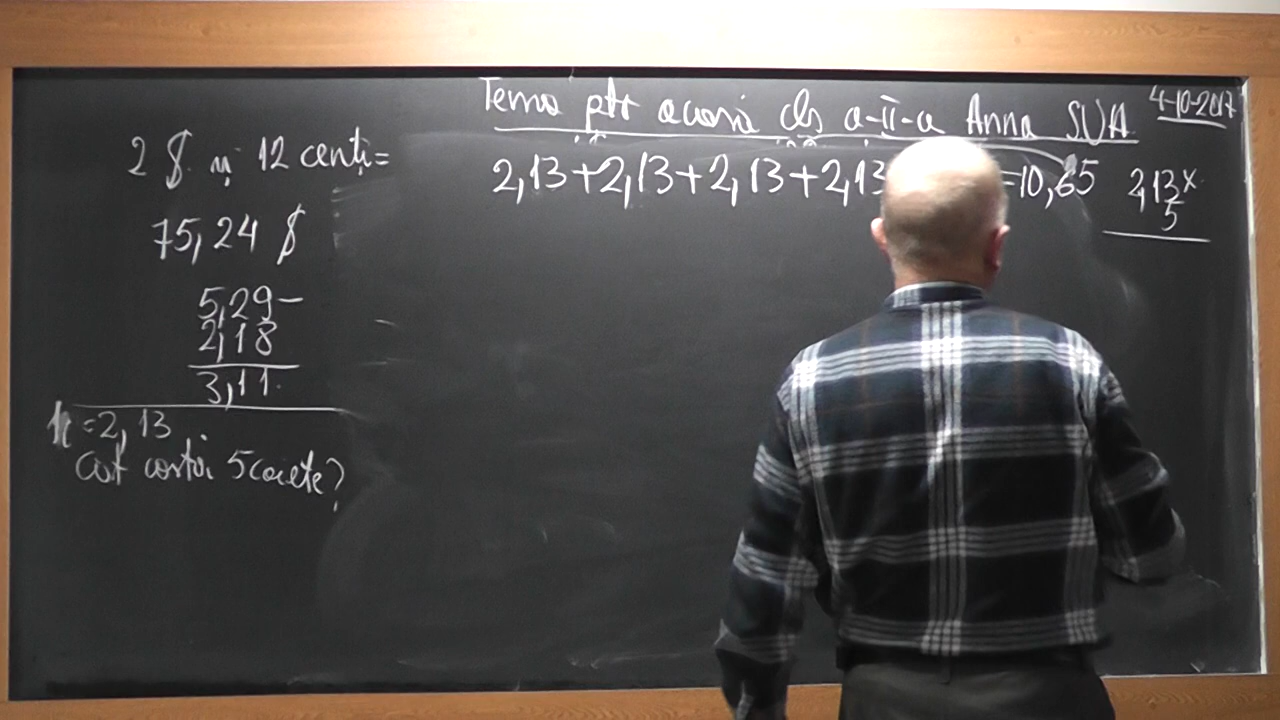 Tema ptr acasă cls a-II-a Anna SUA
4-10-2017
2 $ și 12 cenți=
75,24 $
5,29-
2,18
3,11
=2,13
Cât costă 5 caiete?
2,13+2,13+2,13+2,13
=10,65
2,13x
5